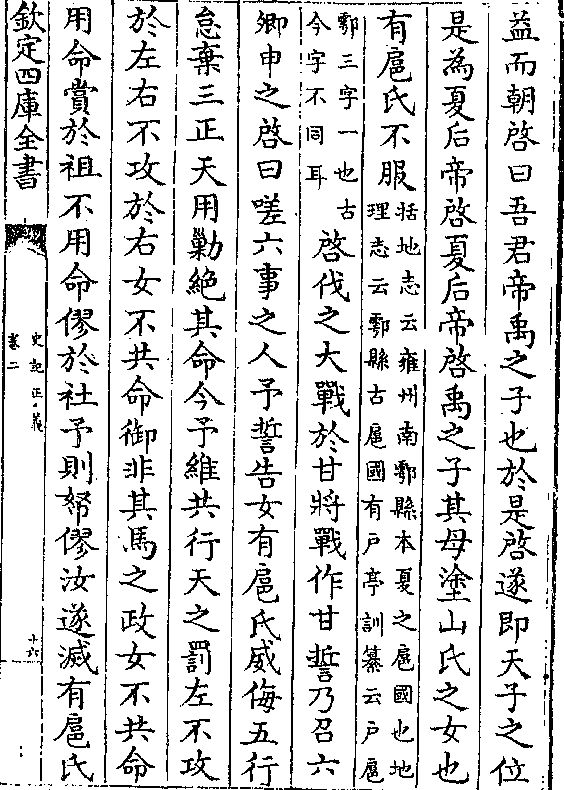 益而朝啓曰吾君帝禹之子也於是啓遂即天子之位
是為夏后帝啓夏后帝啓禹之子其母塗山氏之女也
有扈氏不服括地志云雍州南鄠縣本夏之扈國也地
理志云鄠縣古扈國有户亭訓纂云户扈
鄠三字一也古
今字不同耳
啓伐之大戰於甘將戰作甘誓乃召六
卿申之啓曰嗟六事之人予誓告女有扈氏威侮五行
怠棄三正天用勦絶其命今予維共行天之罰左不攻
於左右不攻於右女不共命御非其馬之政女不共命
用命賞於祖不用命僇於社予則帑僇汝遂滅有扈氏
欽定四庫全書
史記正義
卷二
十六